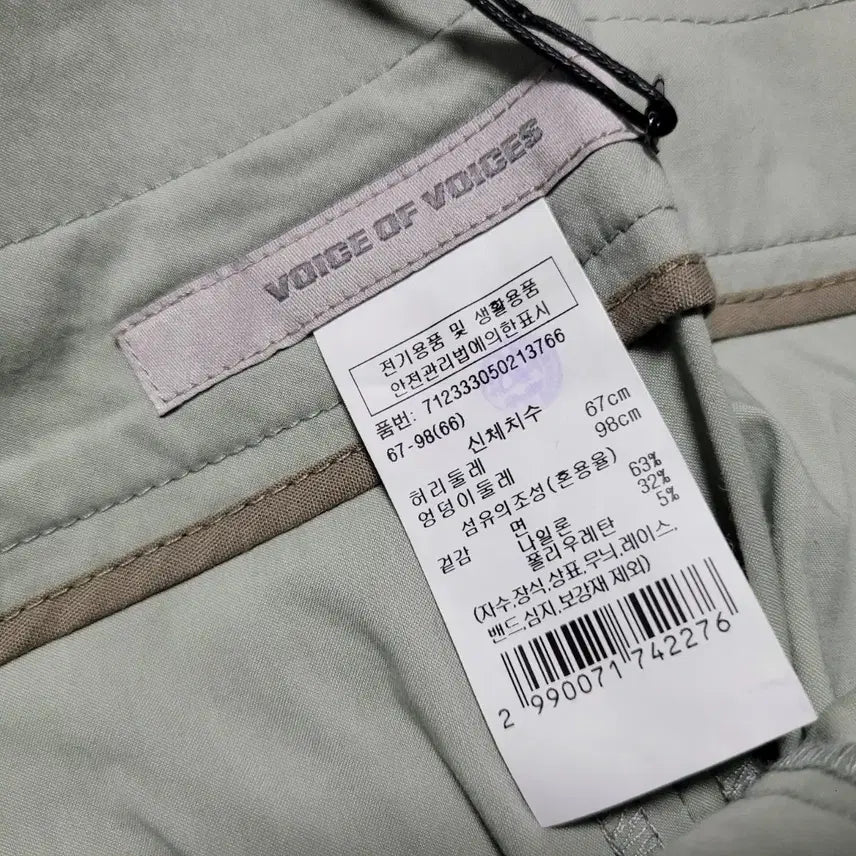 VOICE OF VOICES
전기용품 및 생활용품
안전관리법에의한표시
품번: 712333050213766
67-98(66)
신체치수
허리둘레 67cm
엉덩이둘레 98cm
섬유의조성(혼용율)
겉감 면 63%
나일론 32%
폴리우레탄 5%
(자수,장식,상표,무늬,레이스,
밴드,심지,보강재 제외)
2 990071 742276